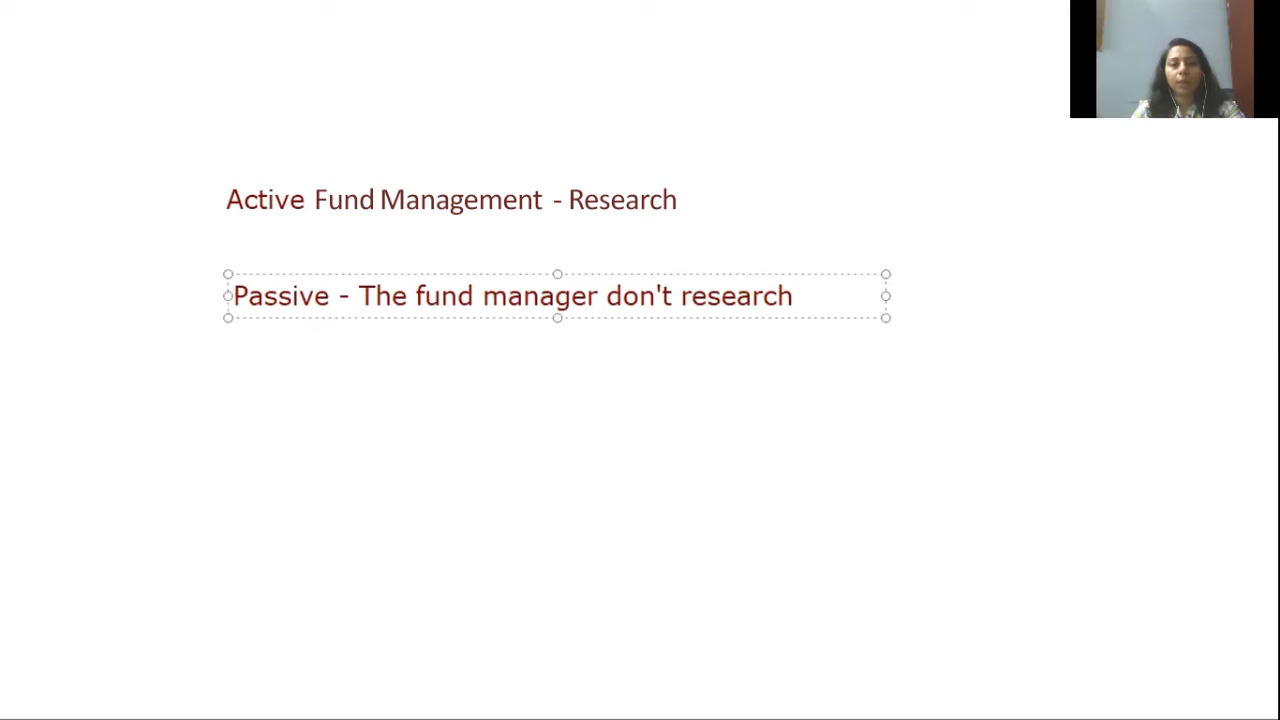 Active Fund Management - Research
Passive - The fund manager don't research